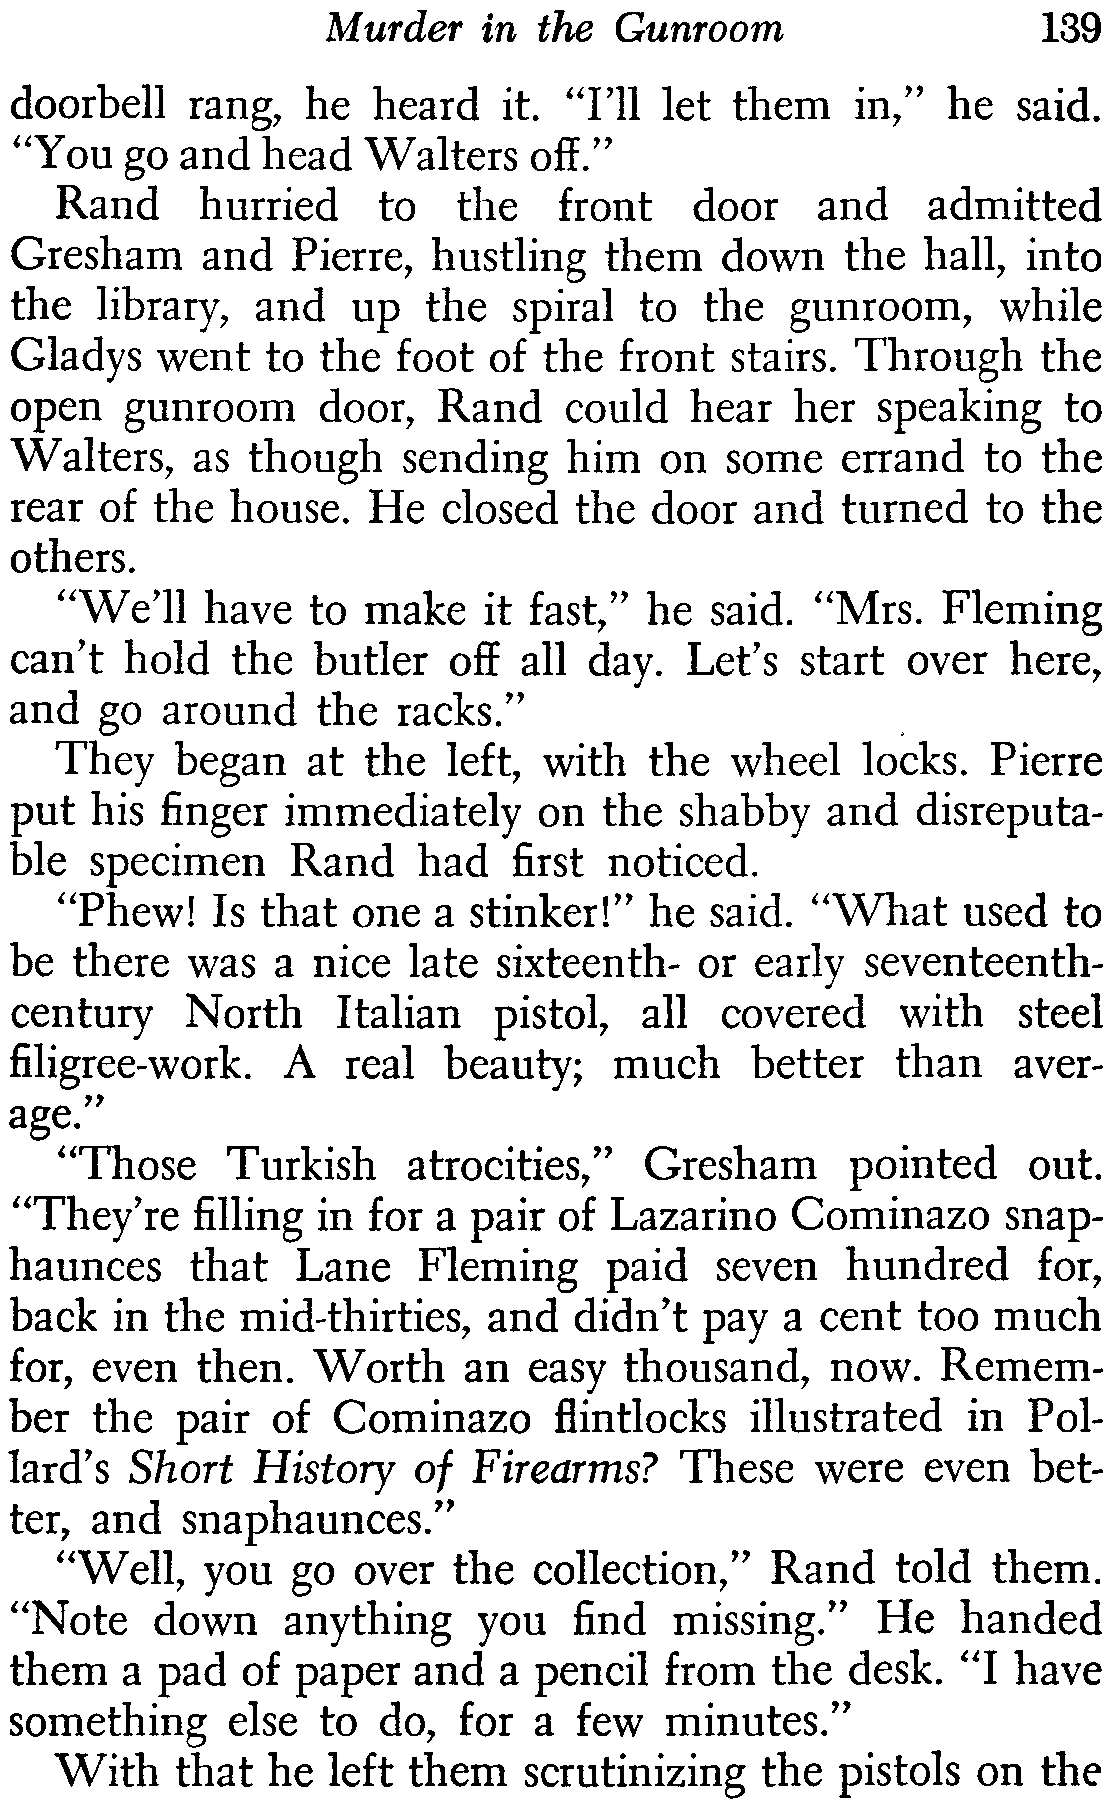 Murder in the Gunroom 139
doorbell rang, he heard it. “I’ll let them in,” he said.
“You go and head Walters off.”
Rand hurried to the front door and admitted
Gresham and Pierre, hustling them down the hall, into
the library, and up the spiral to the gunroom, while
Gladys went to the foot of the front stairs. Through the
open gunroom door, Rand could hear her speaking to
Walters, as though sending him on some errand to the
rear of the house. He closed the door and turned to the
others.
“We’ll have to make it fast,” he said. “Mrs. Fleming
can’t hold the butler off all day. Let’s start over here,
and go around the racks.”
They began at the left, with the wheel locks. Pierre
put his finger immediately on the shabby and disreputa-
ble specimen Rand had first noticed.
“Phew! Is that one a stinker!” he said. “What used to
be there was a nice late sixteenth- or early seventeenth-
century North Italian pistol, all covered with steel
filigree-work. A real beauty; much better than aver-
age.”
“Those Turkish atrocities,” Gresham pointed out.
“They’re filling in for a pair of Lazarino Cominazo snap-
haunces that Lane Fleming paid seven hundred for,
back in the mid-thirties, and didn’t pay a cent too much
for, even then. Worth an easy thousand, now. Remem-
ber the pair of Cominazo flintlocks illustrated in Pol-
lard’s Short History of Firearms? These were even bet-
ter, and snaphaunces.”
“Well, you go over the collection,” Rand told them.
“Note down anything you find missing.” He handed
them a pad of paper and a pencil from the desk. “I have
something else to do, for a few minutes.”
With that he left them scrutinizing the pistols on the